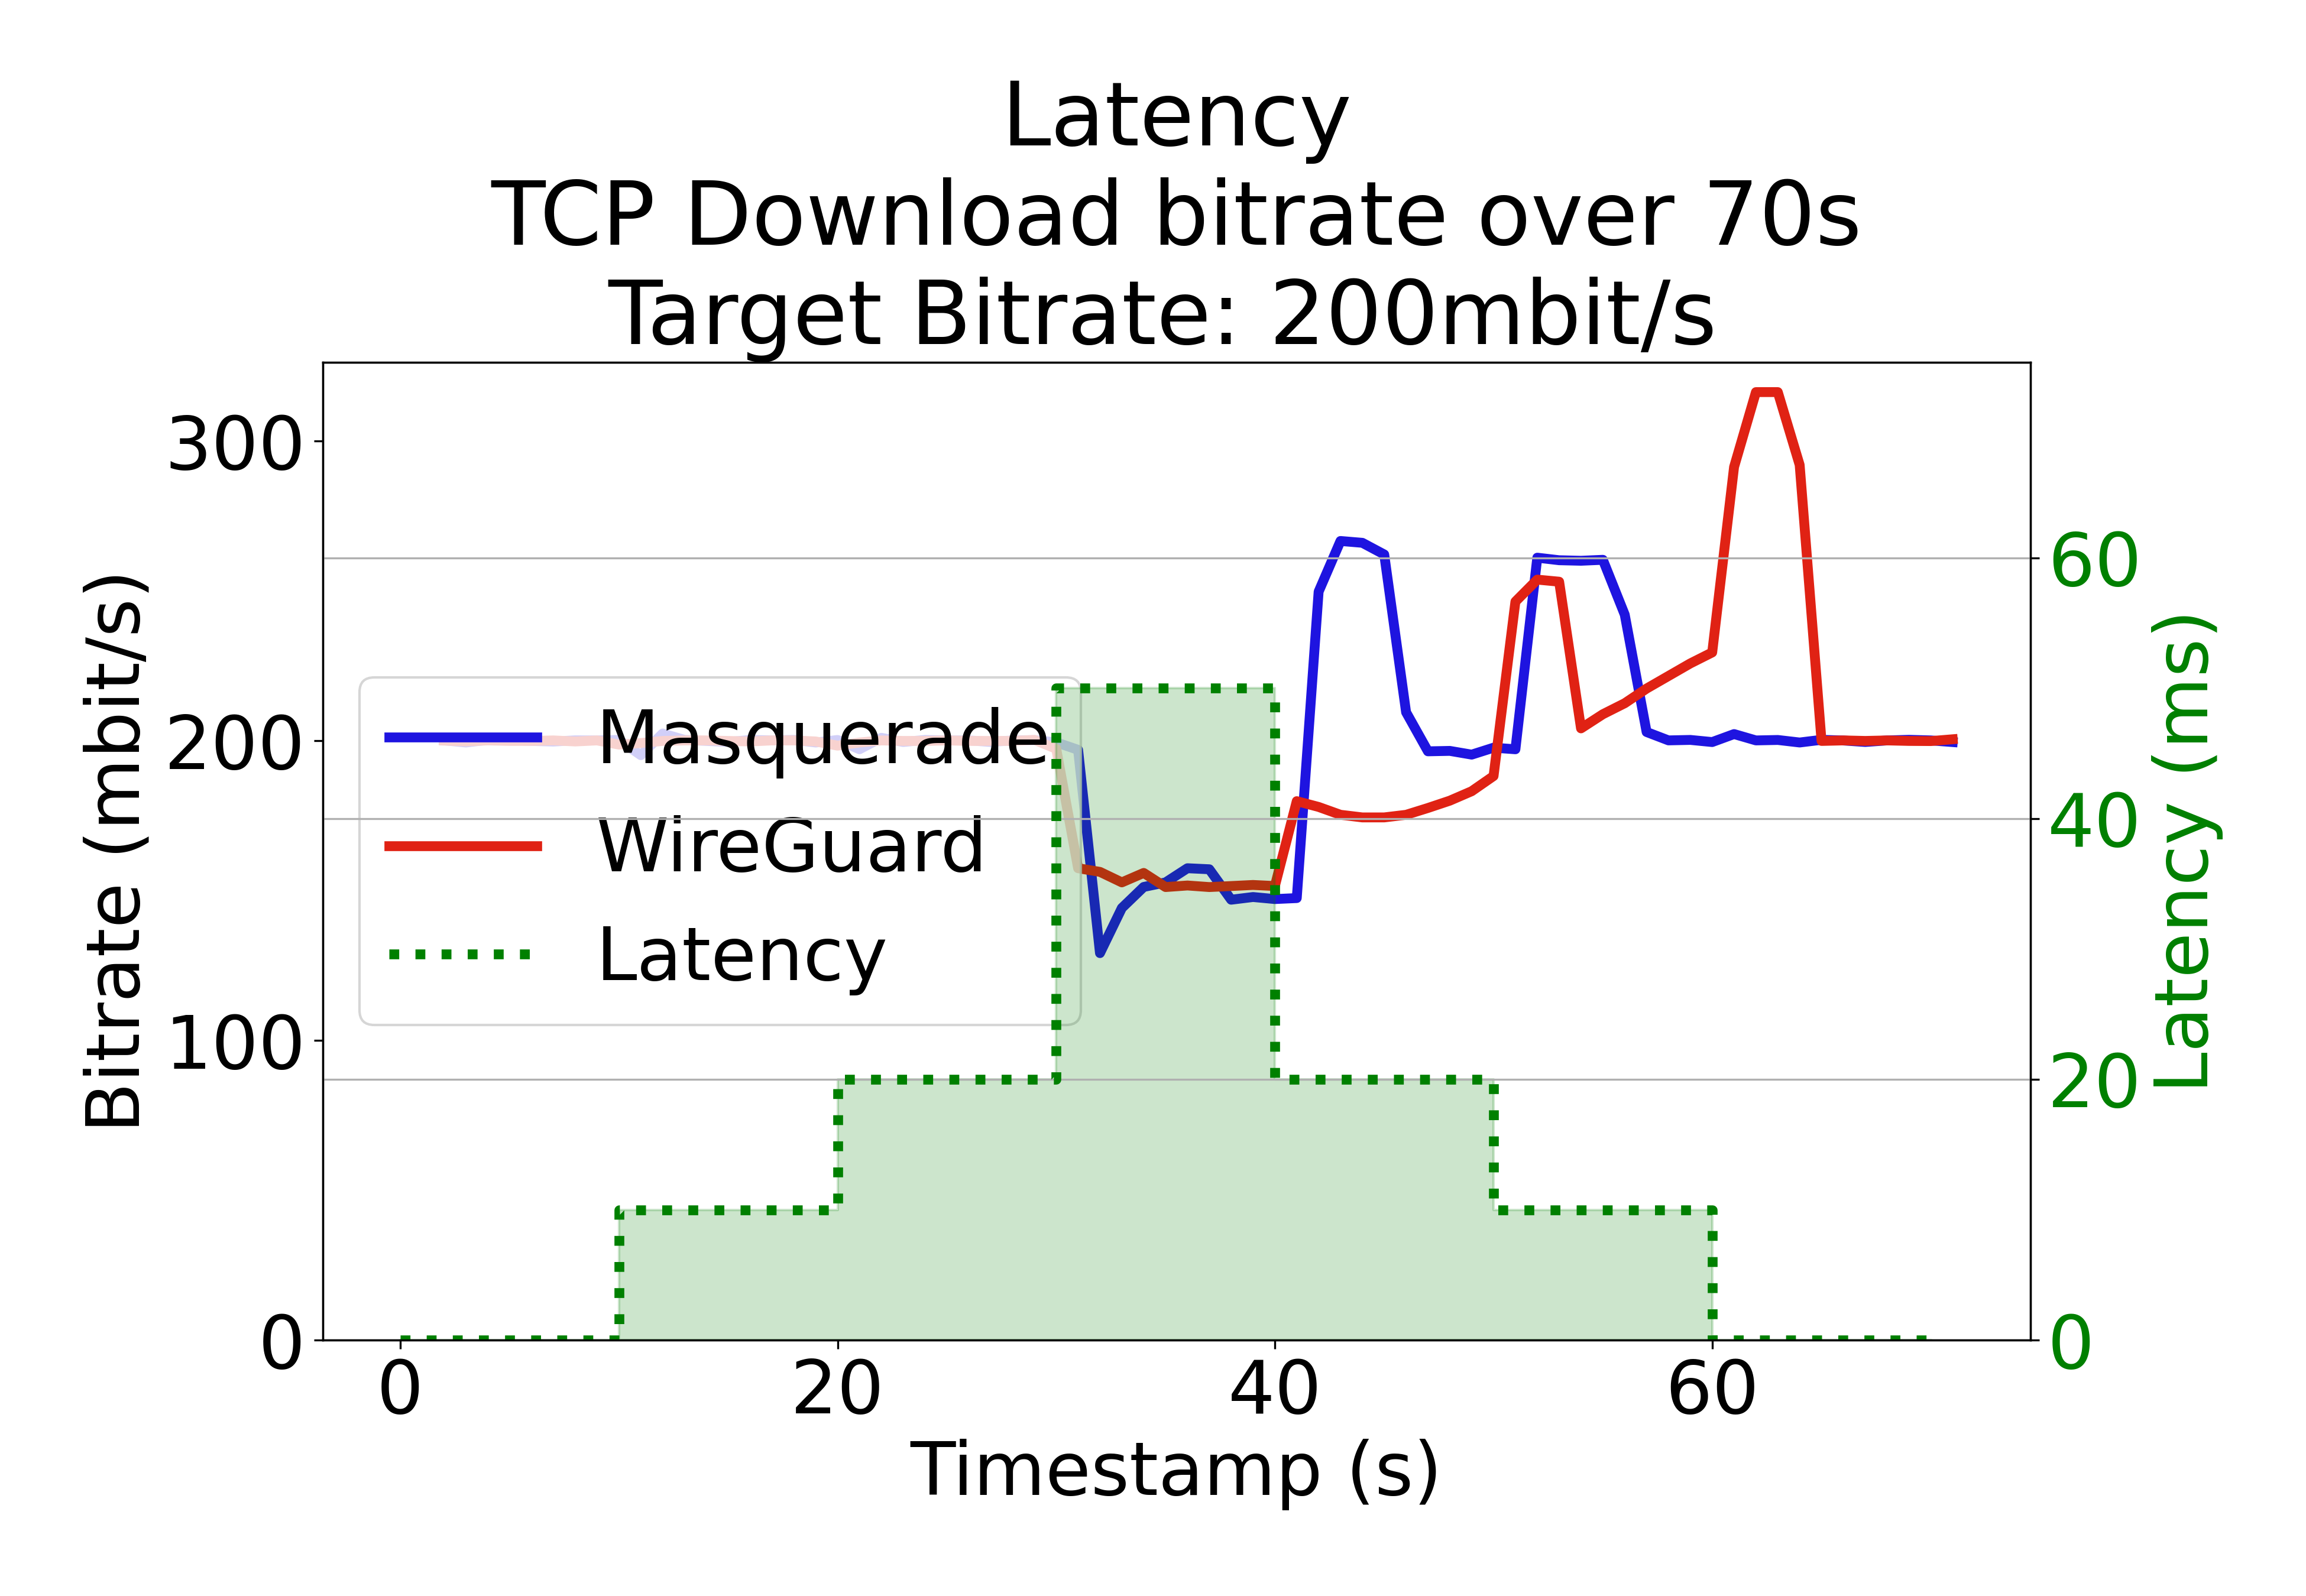 Latency
TCP Download bitrate over 70s
Target Bitrate: 200mbit/s
300
200
100
0
Bitrate (mbit/s)
Masquerade
WireGuard
Latency
60
40
20
0
Latency (ms)
0 20 40 60
Timestamp (s)